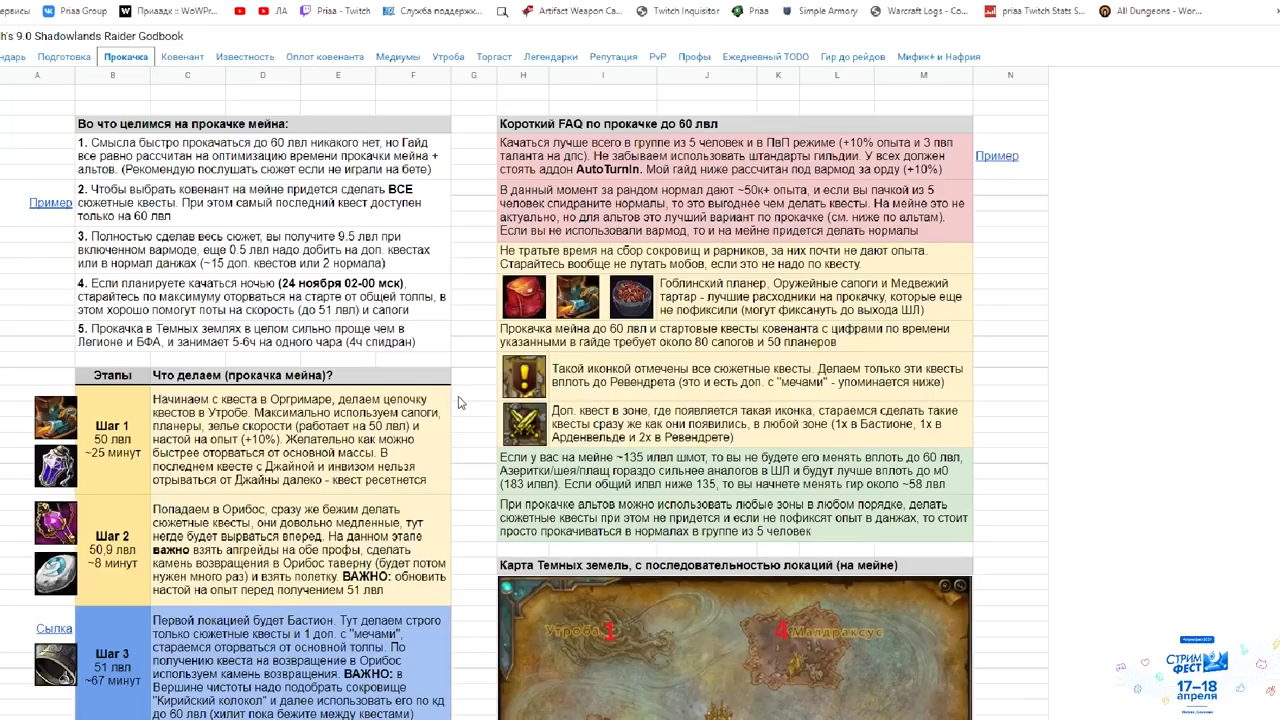 ервисы
Priaa Group
Приаадк :: WoWPr...
ЛА
Priaa - Twitch
Служба поддержк...
Artifact Weapon Ca...
Twitch Inquisitor
Priaa
Simple Armory
Warcraft Logs - Co...
priaa Twitch Stats S...
All Dungeons - Wor...
h's 9.0 Shadowlands Raider Godbook
ндарь
Подготовка
Прокачка
Ковенант
Известность
Оплот ковенанта
Медиумы
Утроба
Торгаст
Легендарки
Репутация
PvP
Профы
Ежедневный TODO
Гир до рейдов
Мифик+ и Нафрия
A B C D E F G H I J K L M N
Во что целимся на прокачке мейна:
1. Смысла быстро прокачаться до 60 лвл никакого нет, но Гайд
все равно рассчитан на оптимизацию времени прокачки мейна +
альтов. (Рекомендую послушать сюжет если не играли на бете)
Пример
2. Чтобы выбрать ковенант на мейне придется сделать ВСЕ
сюжетные квесты. При этом самый последний квест доступен
только на 60 лвл
3. Полностью сделав весь сюжет, вы получите 9.5 лвл при
включенном вармоде, еще 0.5 лвл надо добить на доп. квестах
или в нормал данжах (~15 доп. квестов или 2 нормала)
4. Если планируете качаться ночью (24 ноября 02-00 мск),
старайтесь по максимуму оторваться на старте от общей толпы, в
этом хорошо помогут поты на скорость (до 51 лвл) и сапоги
5. Прокачка в Темных землях в целом сильно проще чем в
Легионе и БФА, и занимает 5-6ч на одного чара (4ч спидран)
Этапы
Что делаем (прокачка мейна)?
Шаг 1
50 лвл
~25 минут
Начинаем с квеста в Оргримаре, делаем цепочку
квестов в Утробе. Максимально используем сапоги,
планеры, зелье скорости (работает на 50 лвл) и
настой на опыт (+10%). Желательно как можно
быстрее оторваться от основной массы. В
последнем квесте с Джайной и инвизом нельзя
отрываться от Джайны далеко - квест ресетнется
Шаг 2
50,9 лвл
~8 минут
Попадаем в Орибос, сразу же бежим делать
сюжетные квесты, они довольно медленные, тут
негде будет вырваться вперед. На данном этапе
важно взять апгрейды на обе профы, сделать
камень возвращения в Орибос таверну (будет потом
нужен много раз) и взять полетку. ВАЖНО: обновить
настой на опыт перед получением 51 лвл
Сылка
Шаг 3
51 лвл
~67 минут
Первой локацией будет Бастион. Тут делаем строго
только сюжетные квесты и 1 доп. с "мечами",
стараемся оторваться от основной толпы. По
получению квеста на возвращение в Орибос
используем камень возвращения. ВАЖНО: в
Вершине чистоты надо подобрать сокровище
"Кирийский колокол" и далее использовать его по кд
до 60 лвл (хилит пока бежите между квестами)
Короткий FAQ по прокачке до 60 лвл
Качаться лучше всего в группе из 5 человек и в ПвП режиме (+10% опыта и 3 пвп
таланта на дпс). Не забываем использовать штандарты гильдии. У всех должен
стоять аддон AutoTurnIn. Мой гайд ниже рассчитан под вармод за орду (+10%)
Пример
В данный момент за рандом нормал дают ~50к+ опыта, и если вы пачкой из 5
человек спидраните нормалы, то это выгоднее чем делать квесты. На мейне это не
актуально, но для альтов это лучший вариант по прокачке (см. ниже по альтам).
Если вы не использовали вармод, то и на мейне придется делать нормалы
Не тратьте время на сбор сокровищ и рарников, за них почти не дают опыта.
Старайтесь вообще не лутать мобов, если это не надо по квесту.
Гоблинский планер, Оружейные сапоги и Медвежий
тартар - лучшие расходники на прокачку, которые еще
не пофиксили (могут фиксануть до выхода ШЛ)
Прокачка мейна до 60 лвл и стартовые квесты ковенанта с цифрами по времени
указанными в гайде требует около 80 сапогов и 50 планеров
Такой иконкой отмечены все сюжетные квесты. Делаем только эти квесты
вплоть до Ревендрета (это и есть доп. с "мечами" - упоминается ниже)
Доп. квест в зоне, где появляется такая иконка, стараемся сделать такие
квесты сразу же как они появились, в любой зоне (1х в Бастионе, 1х в
Арденвельде и 2х в Ревендрете)
Если у вас на мейне ~135 илвл шмот, то вы не будете его менять вплоть до 60 лвл,
Азеритки/шея/плащ гораздо сильнее аналогов в ШЛ и будут лучше вплоть до м0
(183 илвл). Если общий илвл ниже 135, то вы начнете менять гир около ~58 лвл
При прокачке альтов можно использовать любые зоны в любом порядке, делать
сюжетные квесты при этом не придется и если не пофиксят опыт в данжах, то стоит
просто прокачиваться в нормалах в группе из 5 человек
Карта Темных земель, с последовательностью локаций (на мейне)
Утроба 1
4 Малдраксус
СТРИМ
ФЕСТ
17–18
апреля